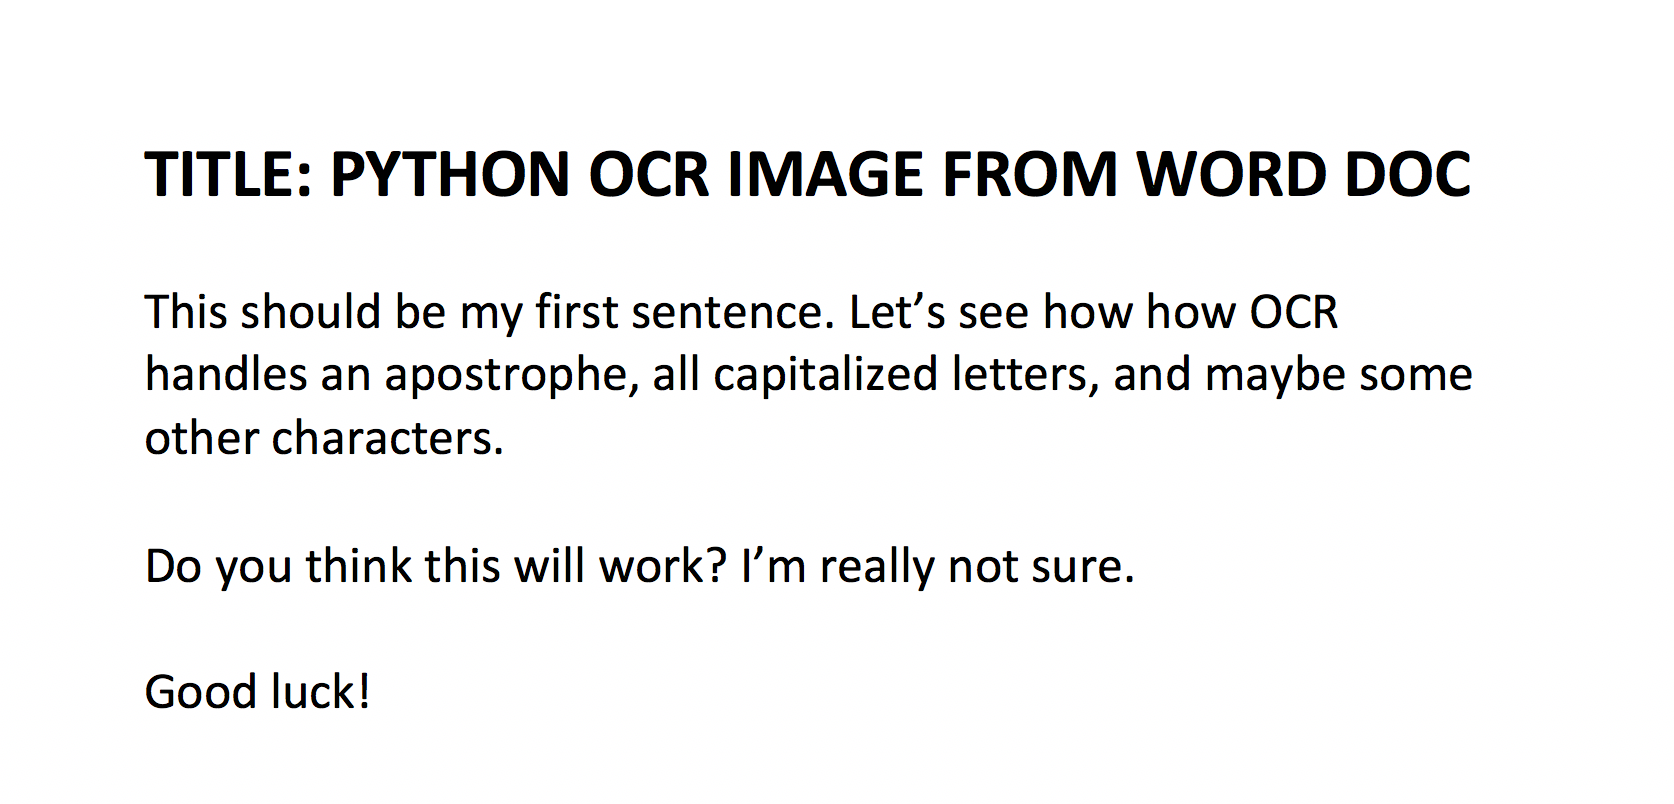 TITLE: PYTHON OCR IMAGE FROM WORD DOC
This should be my first sentence. Let’s see how how OCR
handles an apostrophe, all capitalized letters, and maybe some
other characters.
Do you think this will work? I’m really not sure.
Good luck!